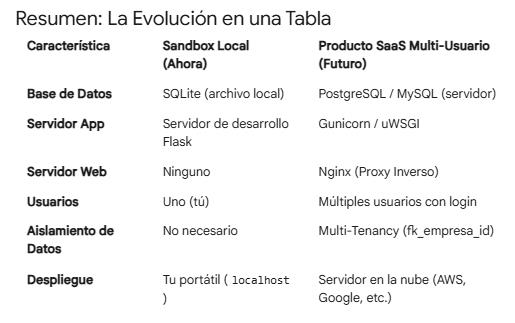 Resumen: La Evolución en una Tabla
Característica Sandbox Local Producto SaaS Multi-Usuario
(Ahora) (Futuro)
Base de Datos SQLite (archivo local) PostgreSQL / MySQL (servidor)
Servidor App Servidor de desarrollo Gunicorn / uWSGI
Flask
Servidor Web Ninguno Nginx (Proxy Inverso)
Usuarios Uno (tú) Múltiples usuarios con login
Aislamiento de No necesario Multi-Tenancy (fk_empresa_id)
Datos
Despliegue Tu portátil ( localhost Servidor en la nube (AWS,
) Google, etc.)